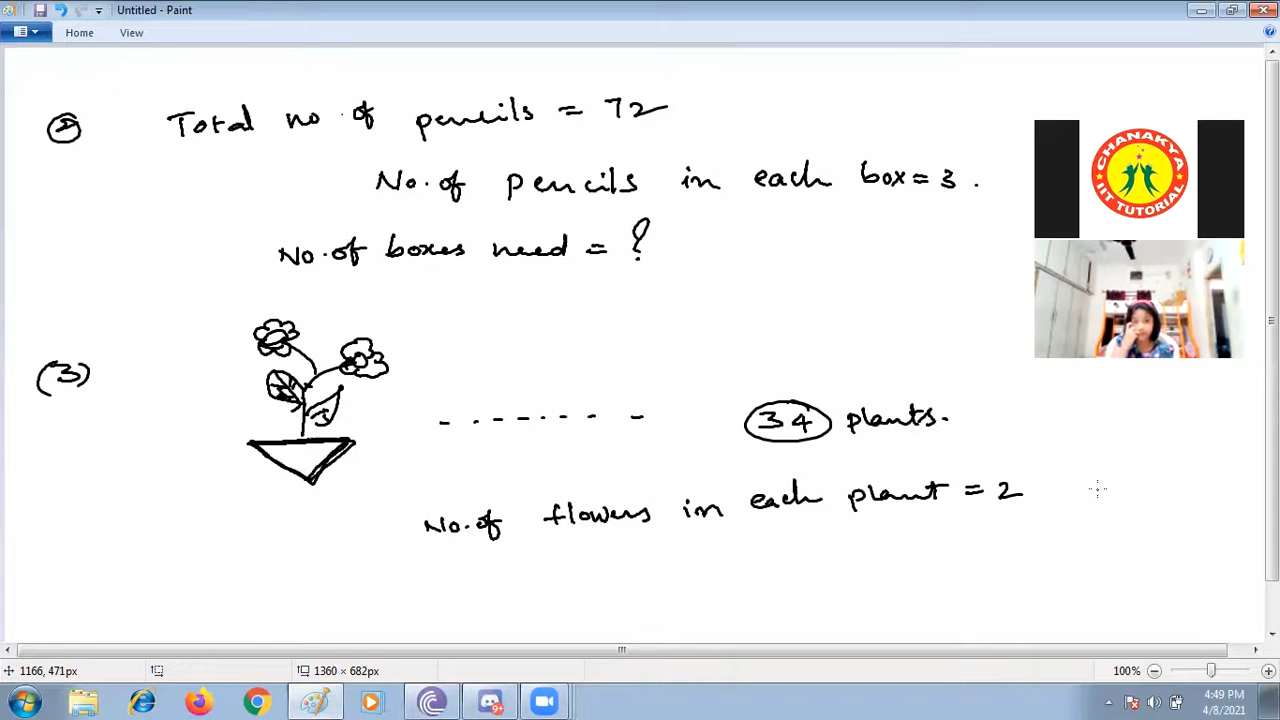 Untitled - Paint
Home View
② Total no. of pencils = 72
No. of pencils in each box = 3.
No. of boxes need = ?
CHANAKYA
IIT TUTORIAL
(3)
34 plants.
No. of flowers in each plant = 2
1166, 471px
1360 × 682px
100%
4:49 PM
4/8/2021